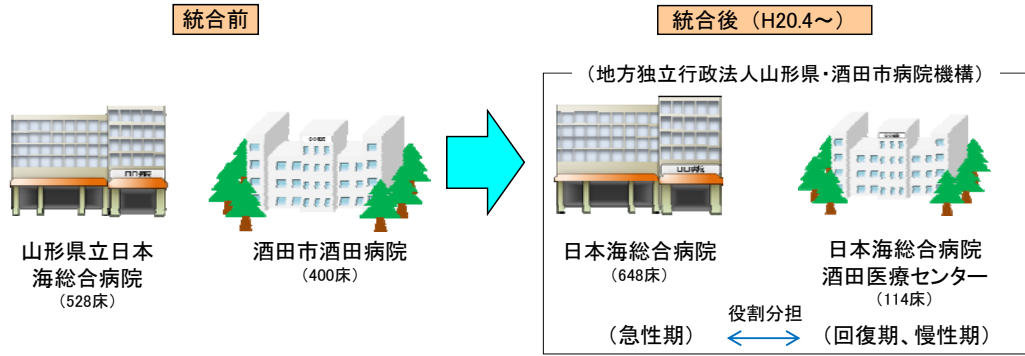 統合前
統合後（H20.4～）
（地方独立行政法人山形県・酒田市病院機構）
山形県立日本
海総合病院
（528床）
酒田市酒田病院
（400床）
日本海総合病院
（648床）
日本海総合病院
酒田医療センター
（114床）
役割分担
（急性期）
（回復期、慢性期）